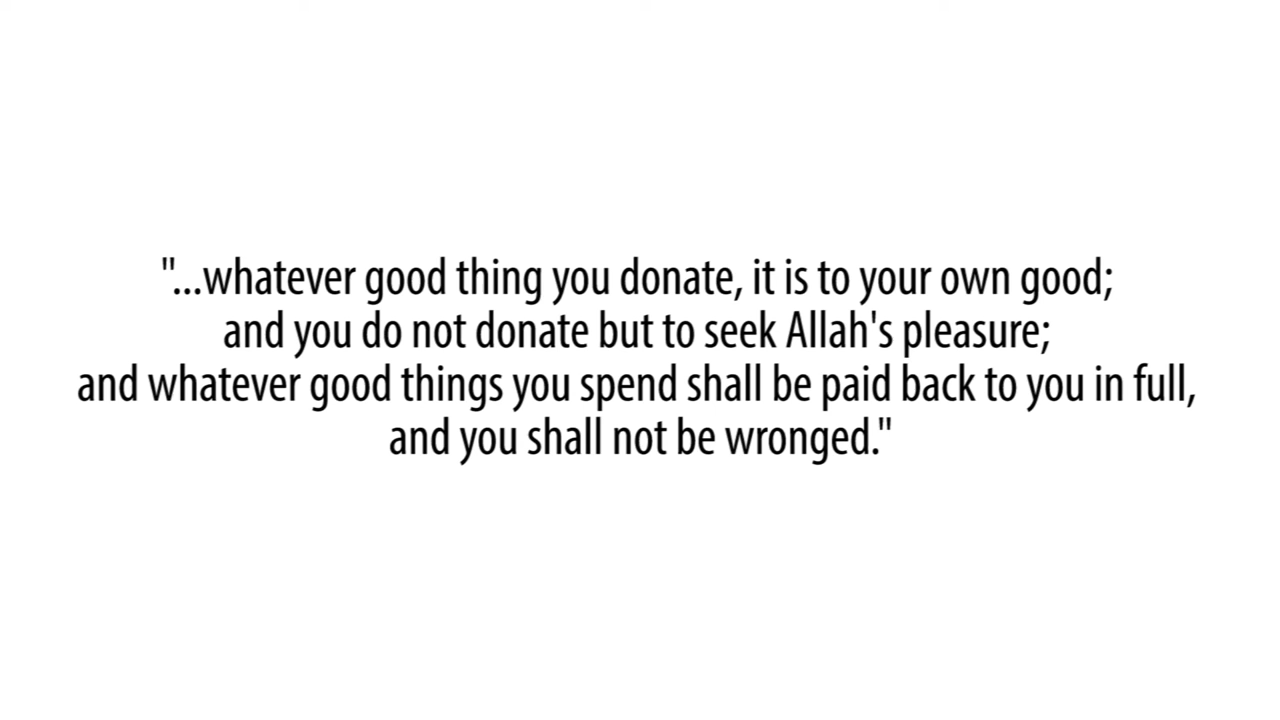 "...whatever good thing you donate, it is to your own good;
and you do not donate but to seek Allah's pleasure;
and whatever good things you spend shall be paid back to you in full,
and you shall not be wronged."